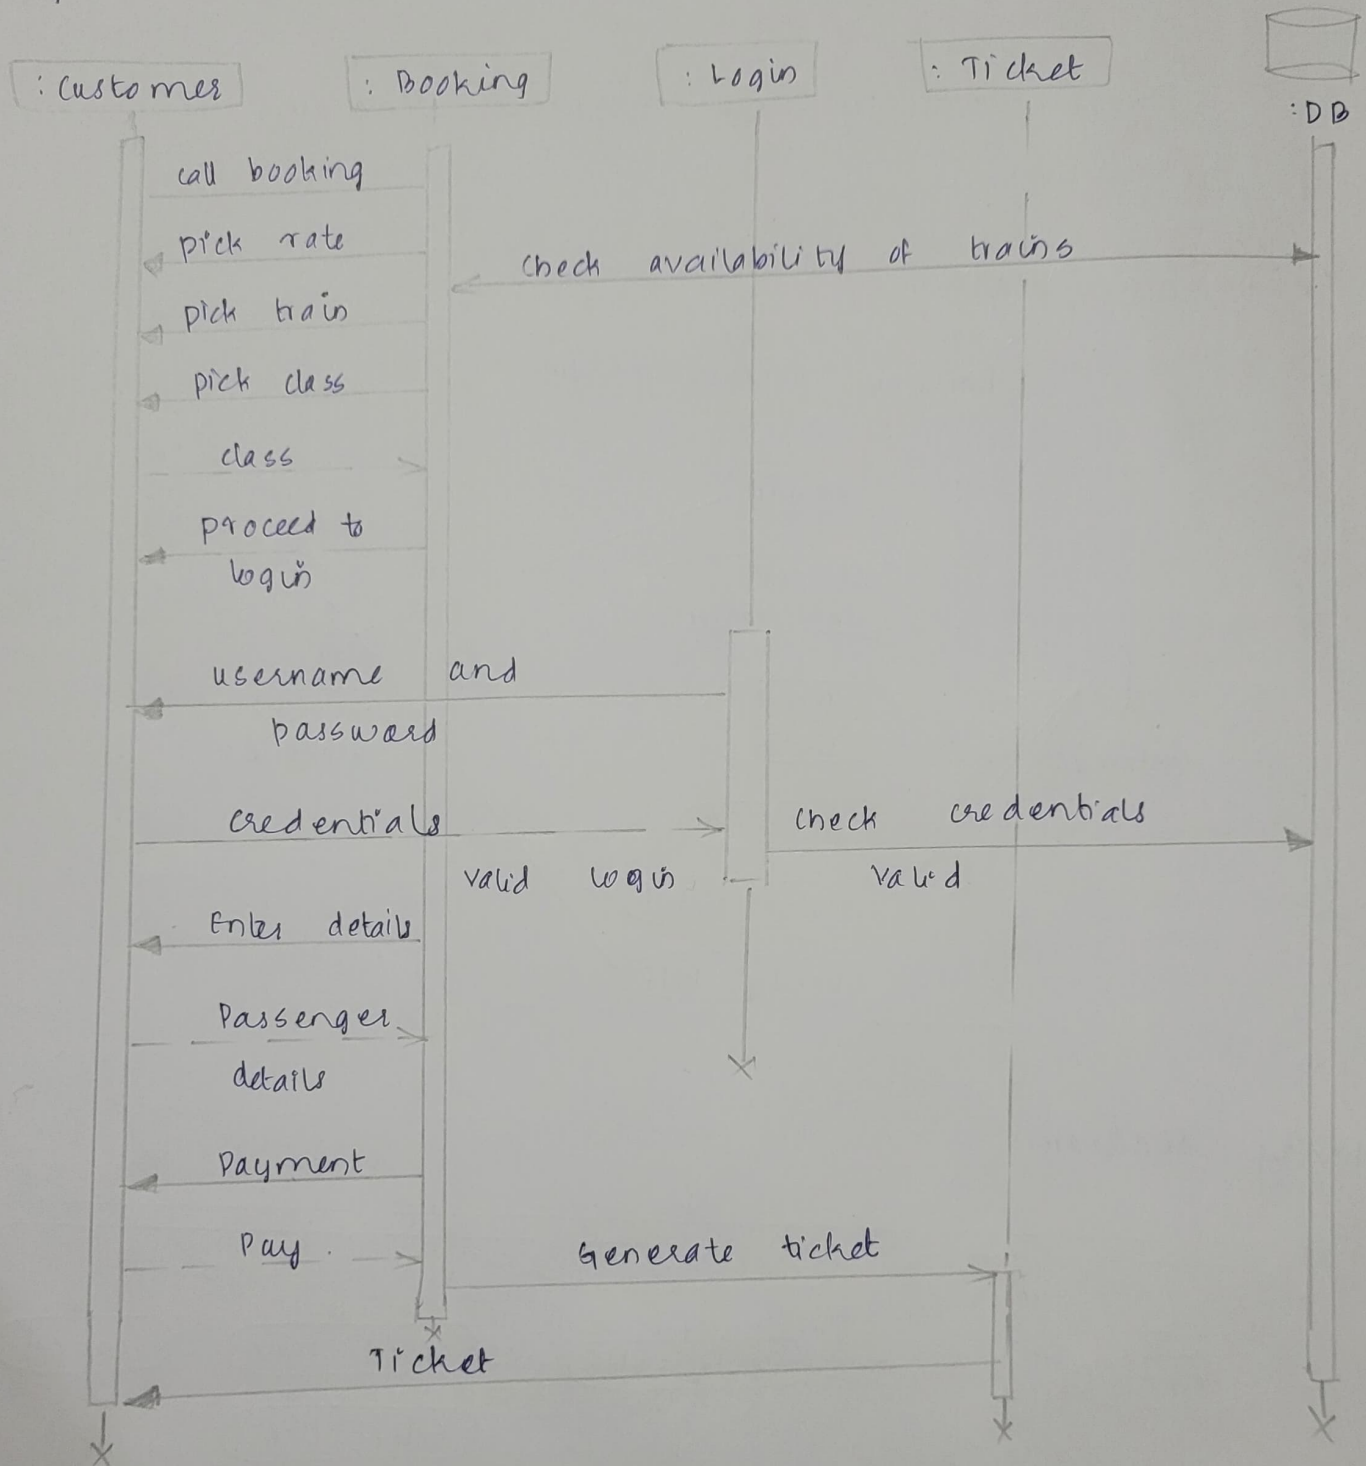 : Customer
: Booking
: Login
: Ticket
: DB
call booking
pick rate
check availability of trains
pick train
pick class
class
proceed to
login
username and
password
credentials
check credentials
valid login
valid
Enter details
Passenger
details
Payment
Pay
Generate ticket
Ticket